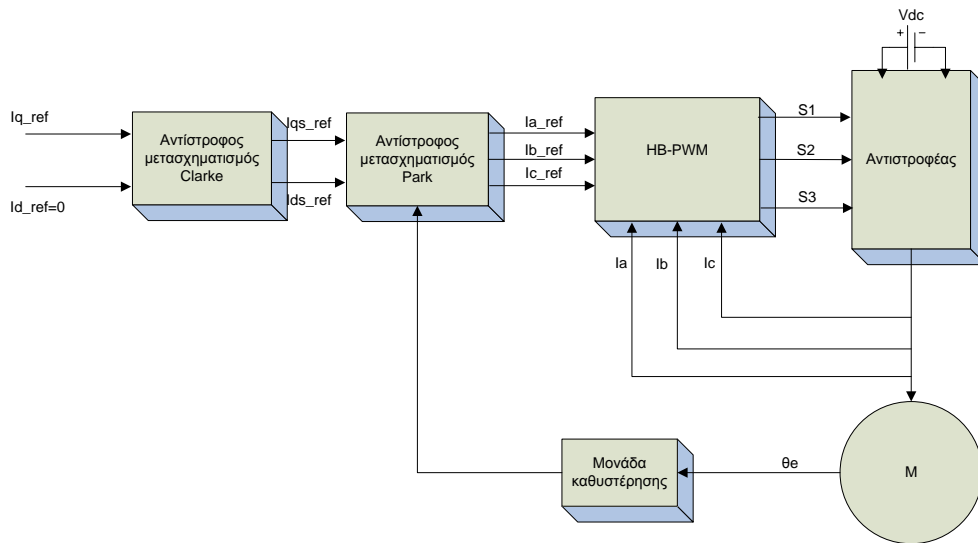 Vdc
+ −
Iq_ref
Id_ref=0
Αντίστροφος
μετασχηματισμός
Clarke
Iqs_ref
Ids_ref
Αντίστροφος
μετασχηματισμός
Park
Ia_ref
Ib_ref
Ic_ref
HB-PWM
S1
S2
S3
Αντιστροφέας
Ia
Ib
Ic
Μονάδα
καθυστέρησης
θe
M